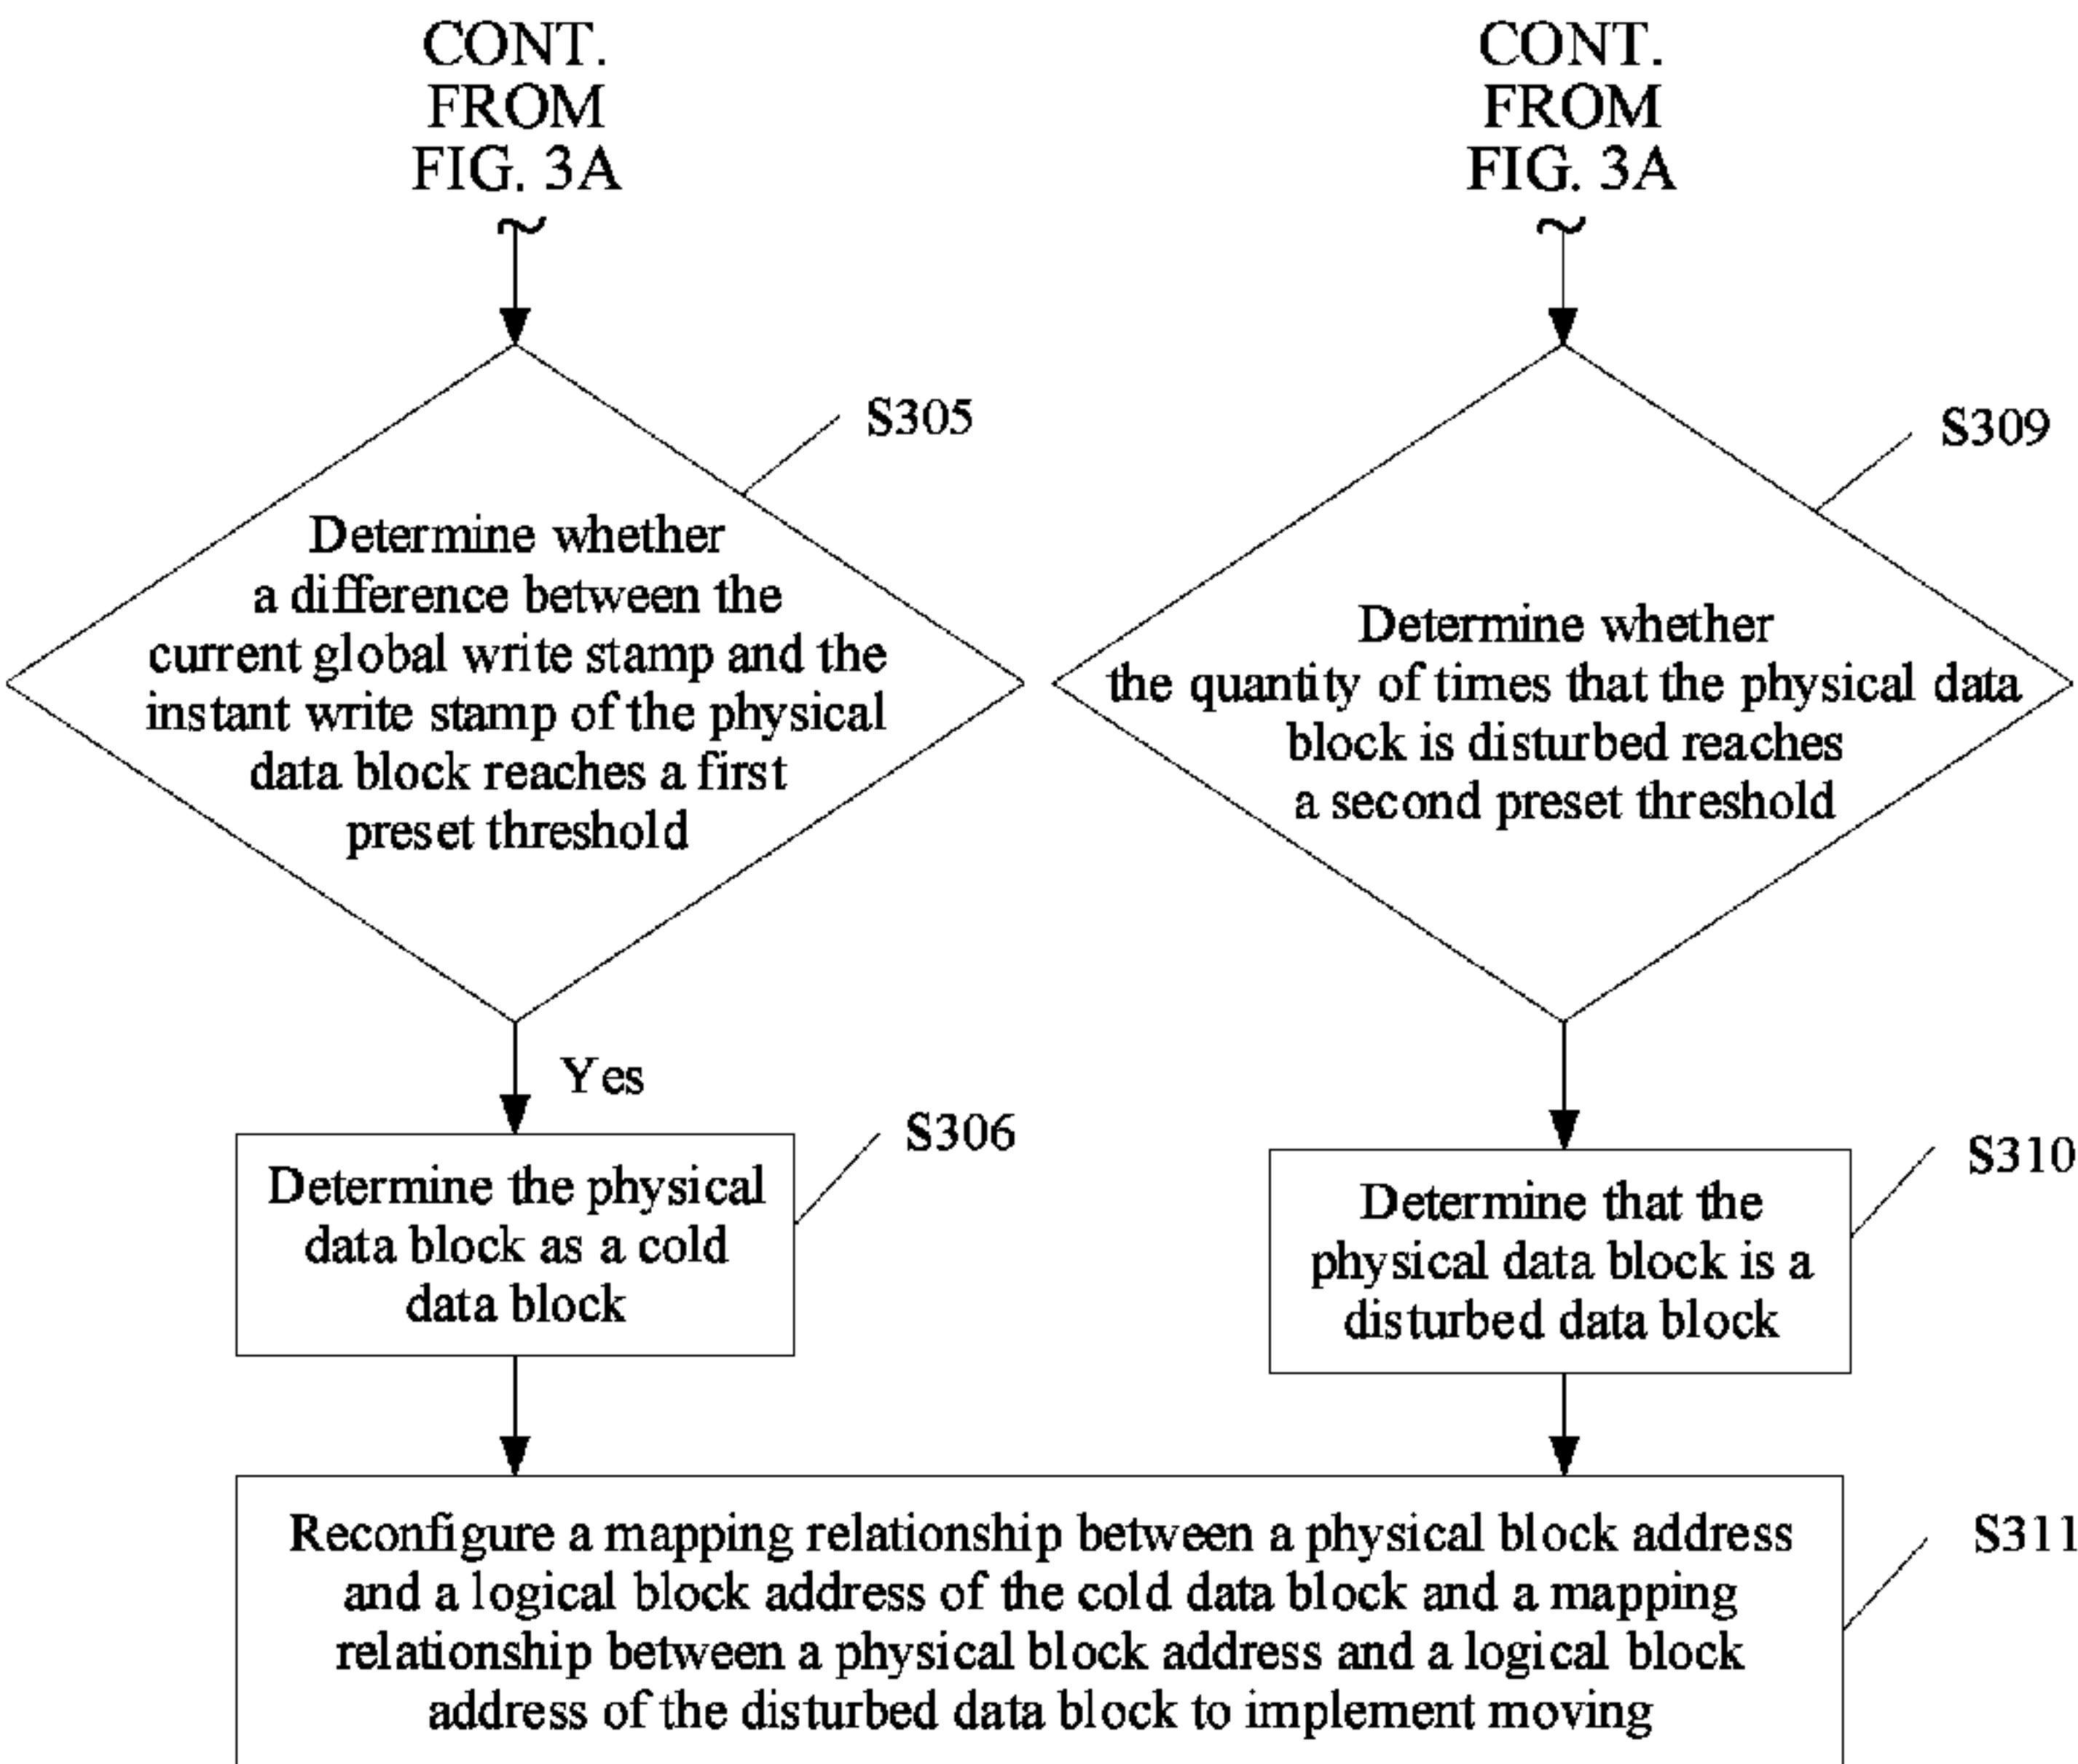 CONT.
FROM
FIG. 3A
CONT.
FROM
FIG. 3A
S305
Determine whether
a difference between the
current global write stamp and the
instant write stamp of the physical
data block reaches a first
preset threshold
S309
Determine whether
the quantity of times that the physical data
block is disturbed reaches
a second preset threshold
Yes
S306
Determine the physical
data block as a cold
data block
S310
Determine that the
physical data block is a
disturbed data block
S311
Reconfigure a mapping relationship between a physical block address
and a logical block address of the cold data block and a mapping
relationship between a physical block address and a logical block
address of the disturbed data block to implement moving